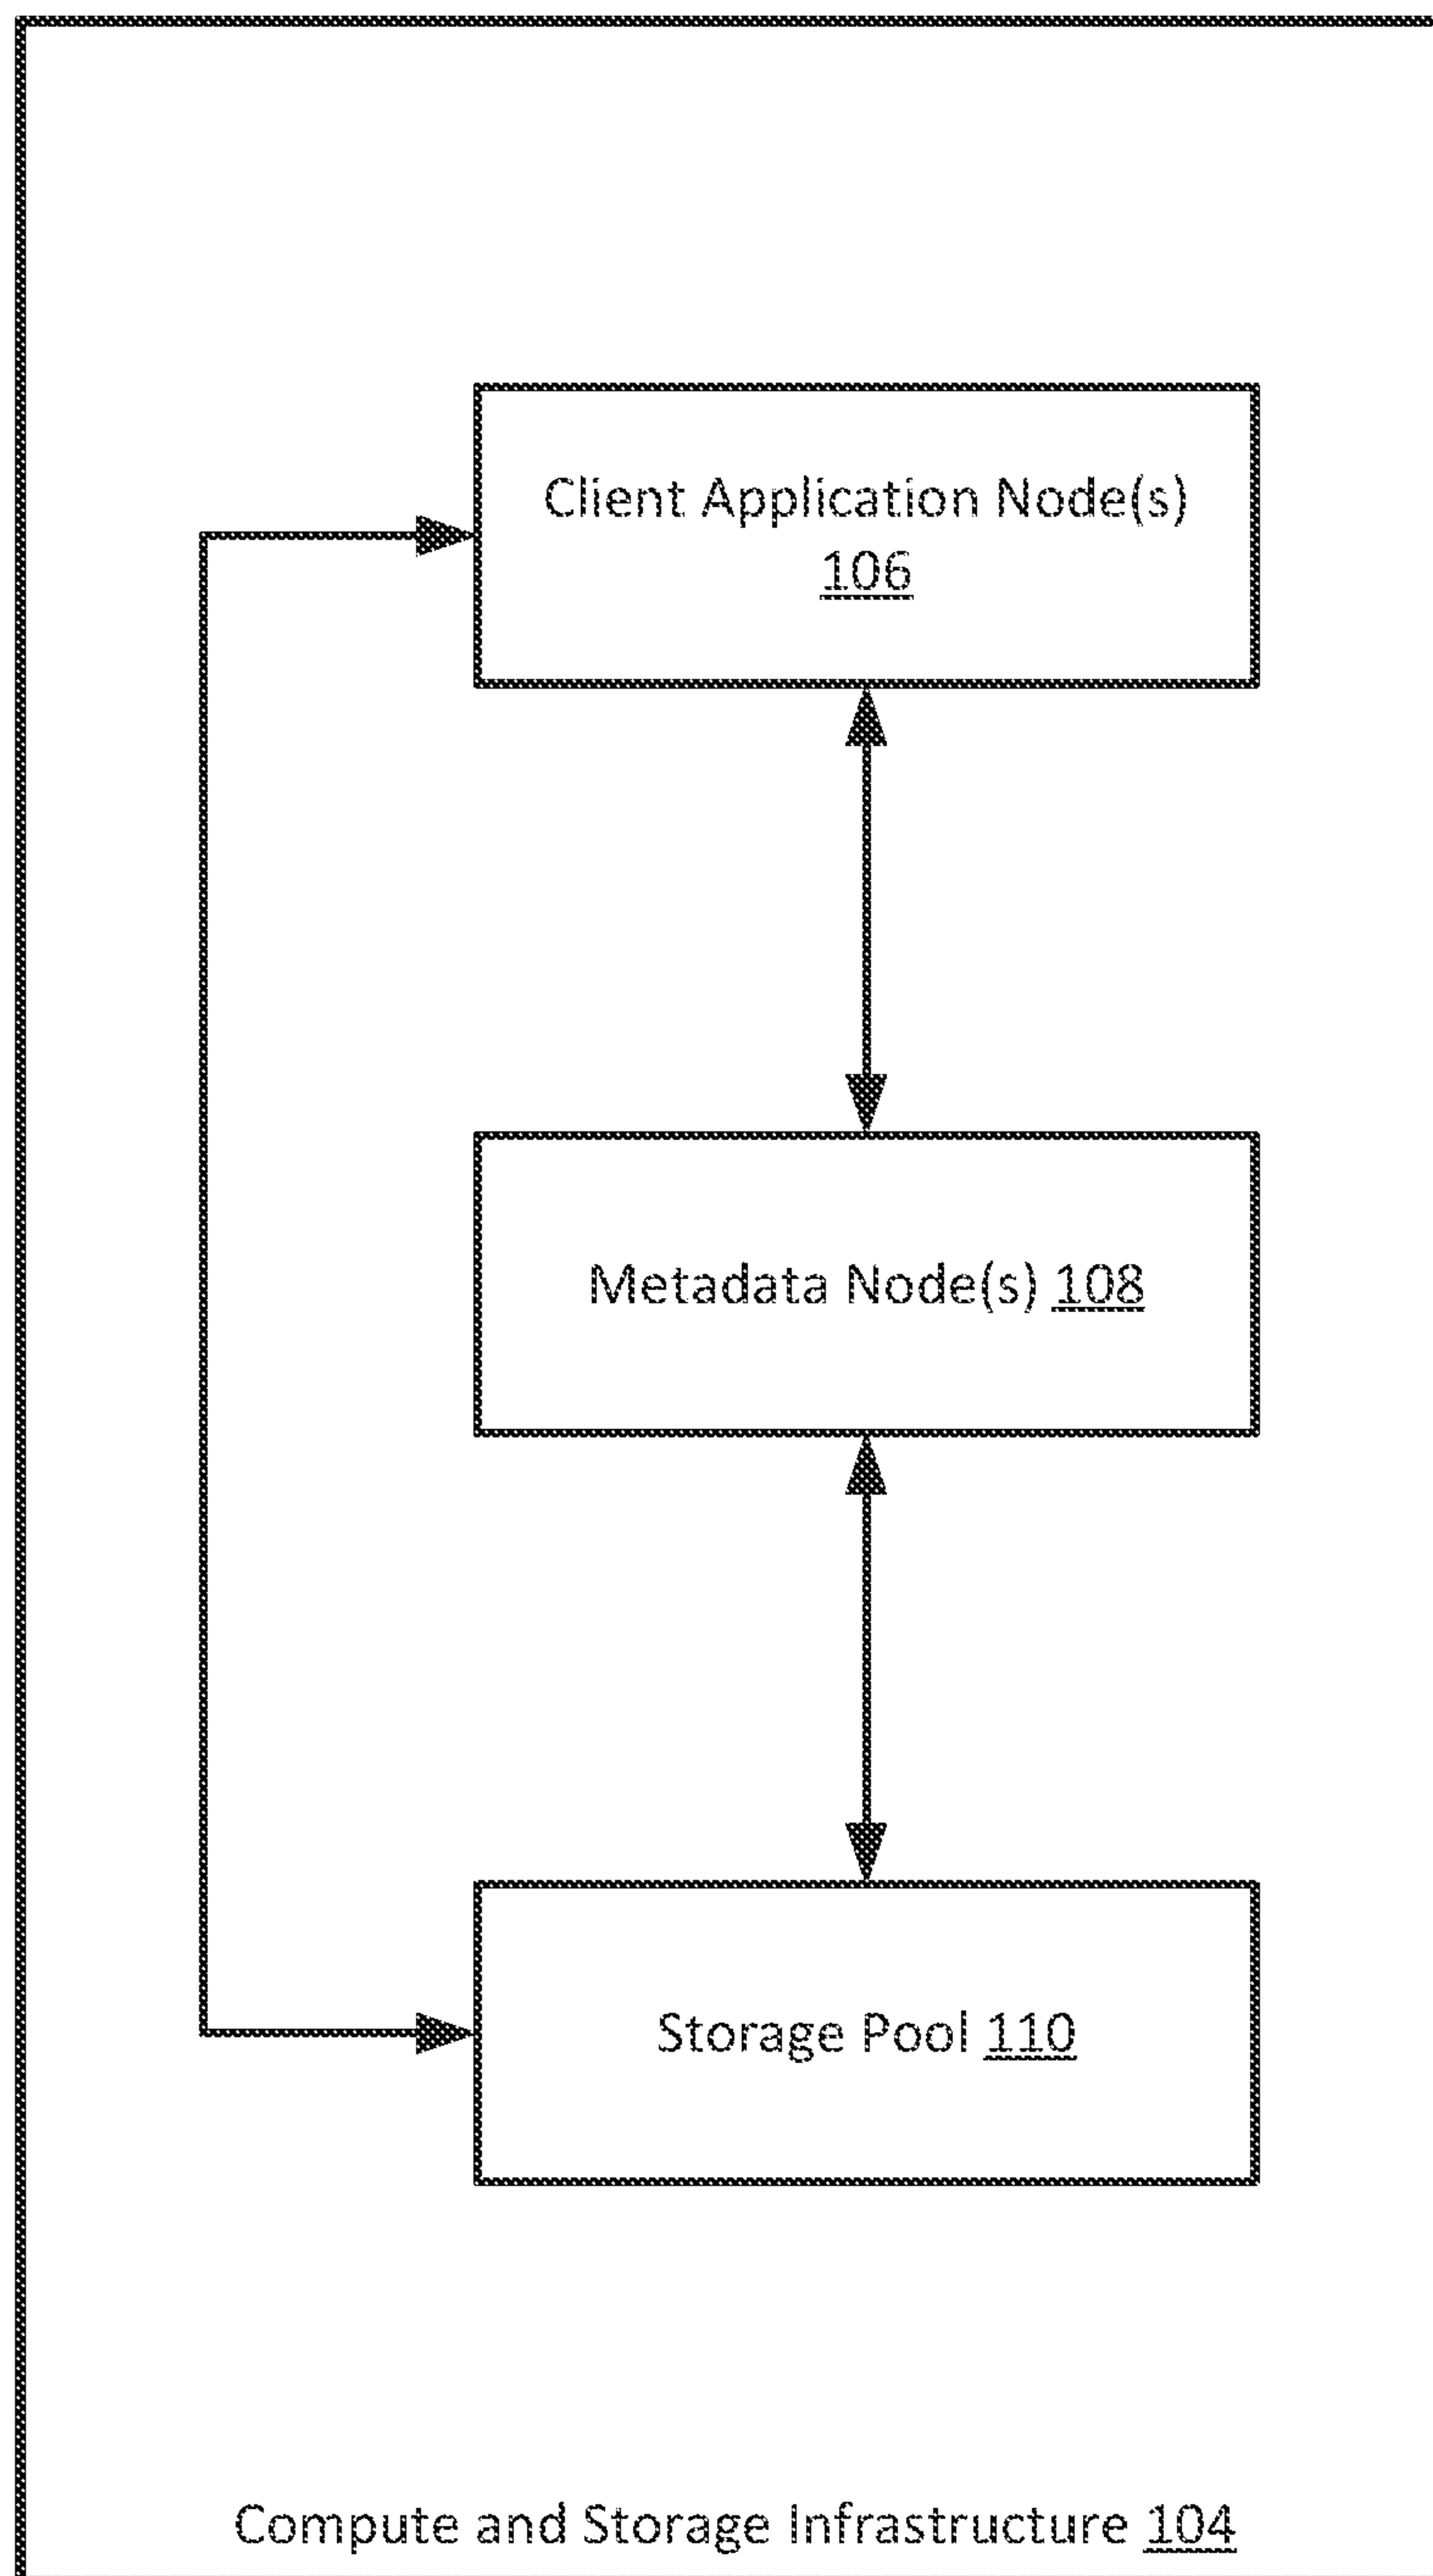 Client Application Node(s)
106
Metadata Node(s) 108
Storage Pool 110
Compute and Storage Infrastructure 104